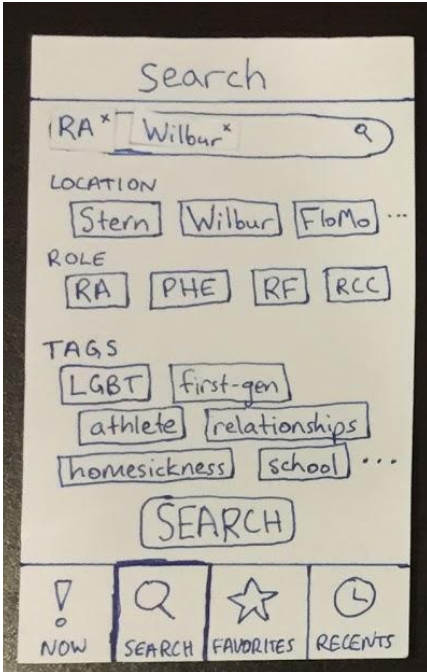 Search
RA x Wilbur x
LOCATION
Stern Wilbur FloMo ...
ROLE
RA PHE RF RCC
TAGS
LGBT first-gen
athlete relationships
homesickness school ...
SEARCH
NOW SEARCH FAVORITES RECENTS